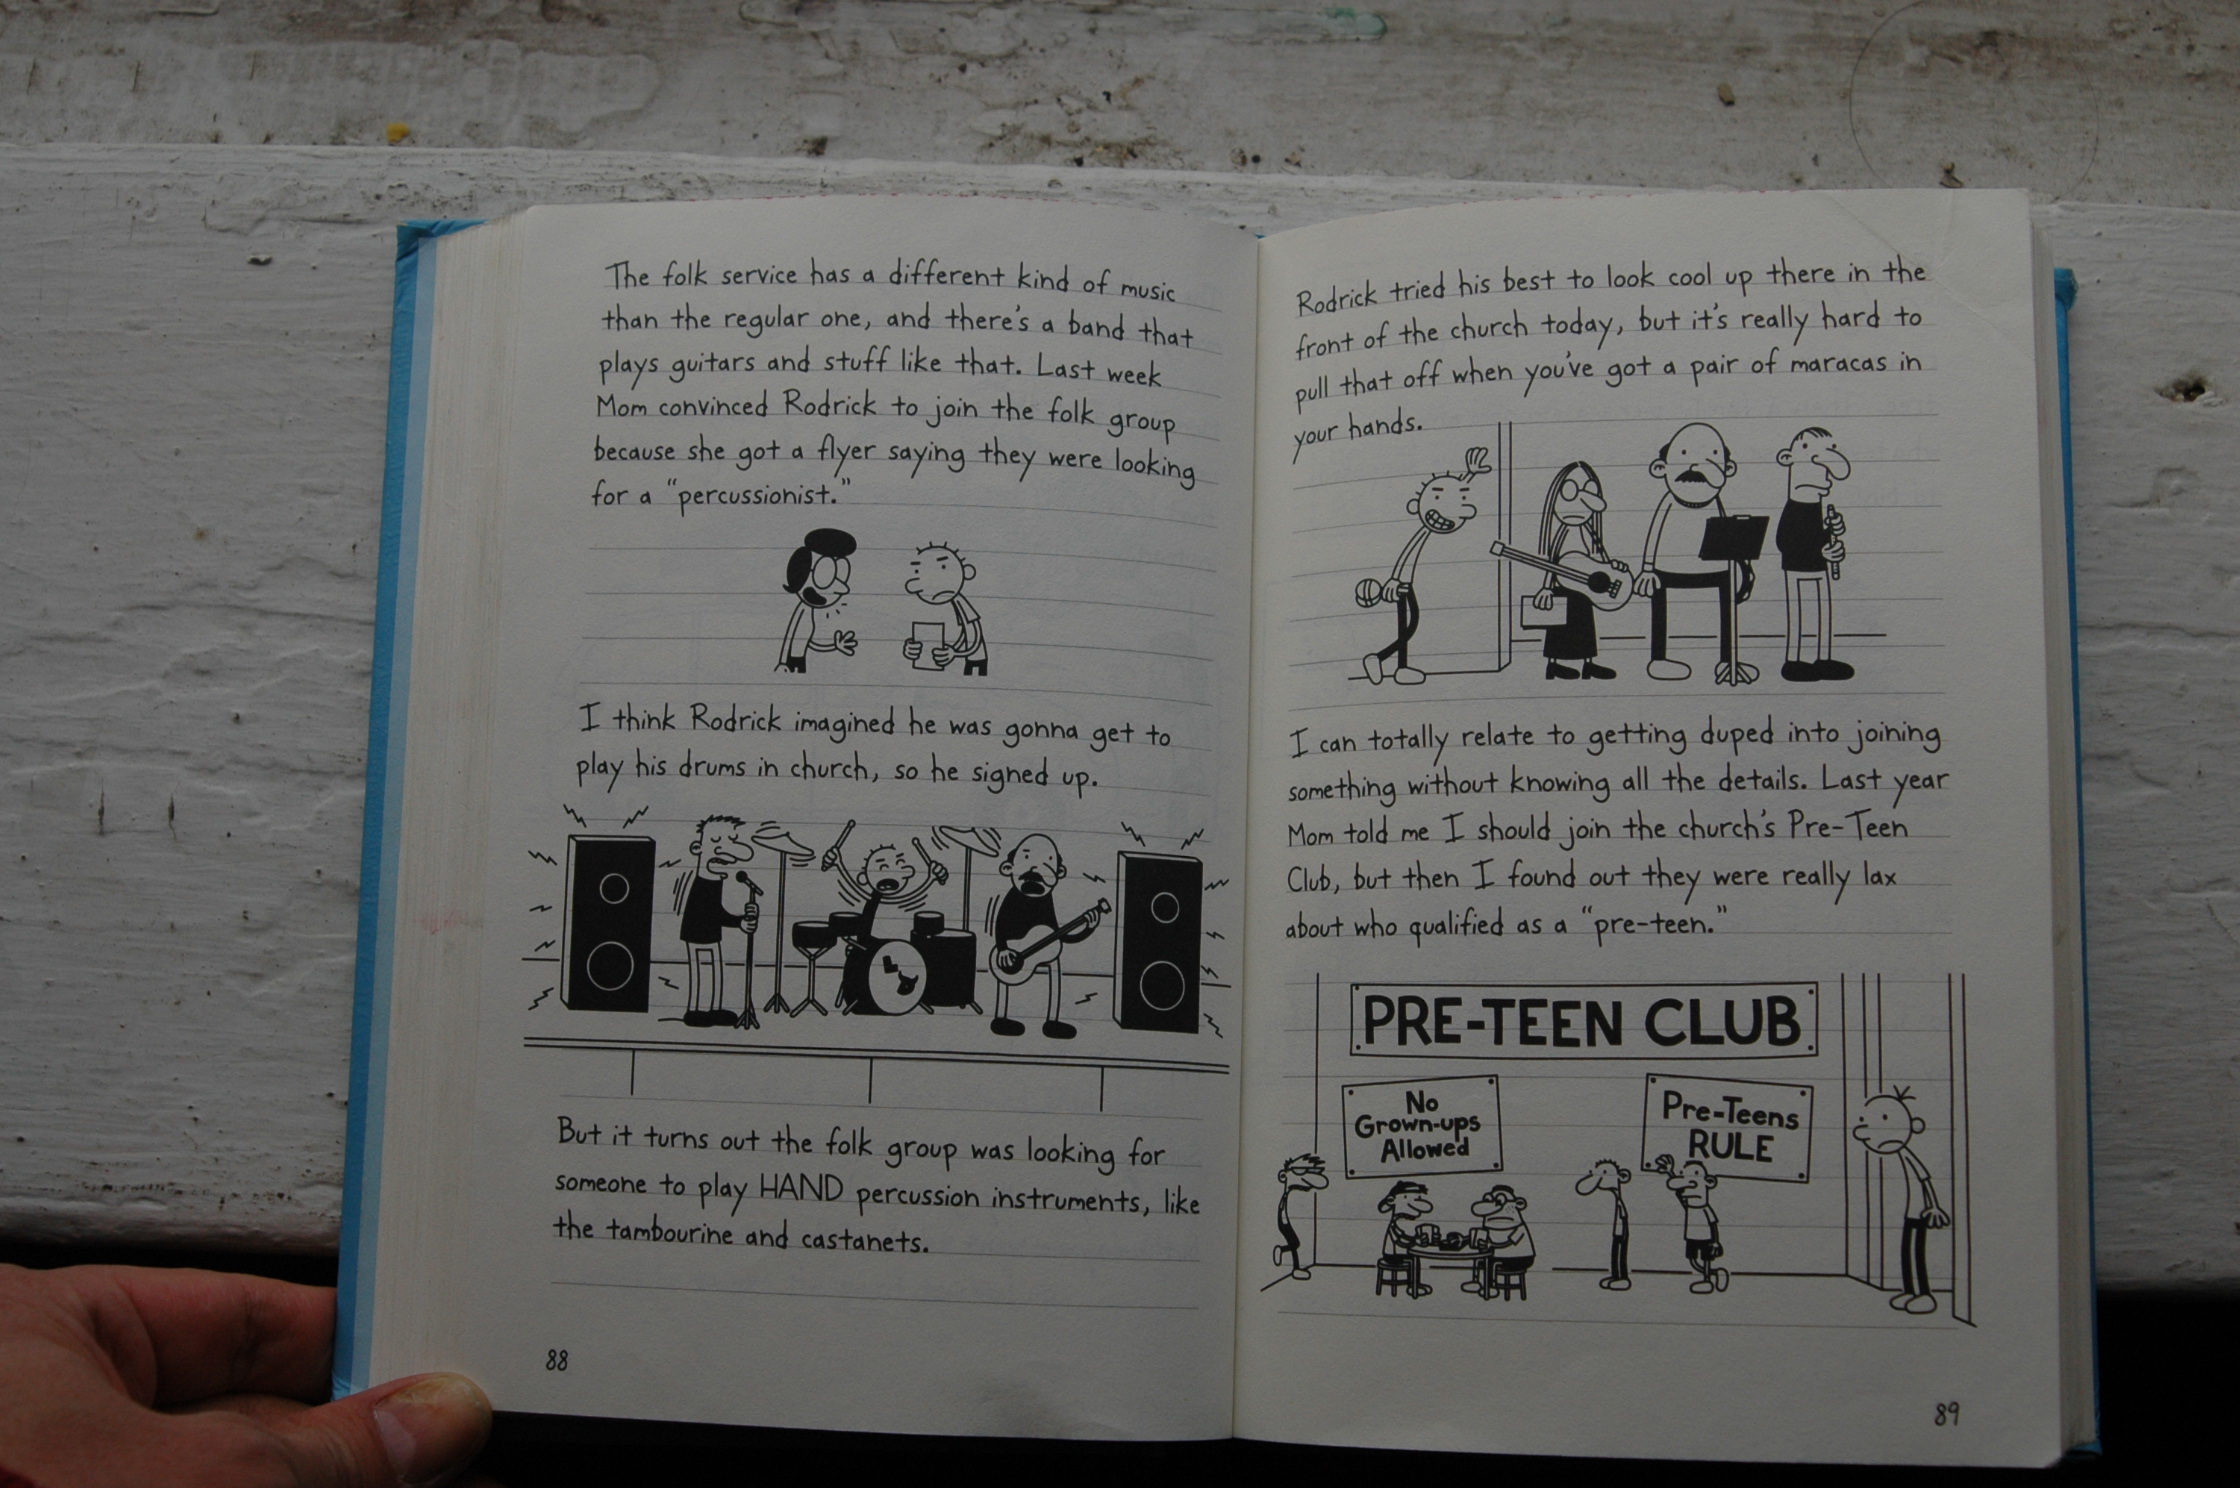 The folk service has a different kind of music
than the regular one, and there's a band that
plays guitars and stuff like that. Last week
Mom convinced Rodrick to join the folk group
because she got a flyer saying they were looking
for a "percussionist."
I think Rodrick imagined he was gonna get to
play his drums in church, so he signed up.
But it turns out the folk group was looking for
someone to play HAND percussion instruments, like
the tambourine and castanets.
88
Rodrick tried his best to look cool up there in the
front of the church today, but it's really hard to
pull that off when you've got a pair of maracas in
your hands.
I can totally relate to getting duped into joining
something without knowing all the details. Last year
Mom told me I should join the church's Pre-Teen
Club, but then I found out they were really lax
about who qualified as a "pre-teen."
PRE-TEEN CLUB
No
Grown-ups
Allowed
Pre-Teens
RULE
89